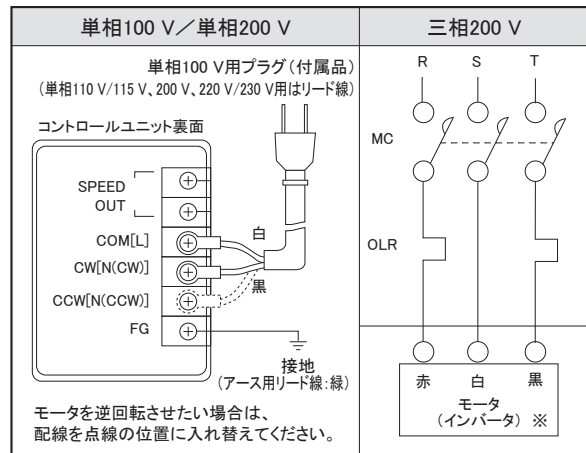 単相100 V／単相200 V
単相100 V用プラグ（付属品）
（単相110 V/115 V、200 V、220 V/230 V用はリード線）
コントロールユニット裏面
SPEED
OUT
COM[L]
CW[N(CW)]
CCW[N(CCW)]
FG
白
黒
接地
（アース用リード線：緑）
モータを逆回転させたい場合は、
配線を点線の位置に入れ替えてください。
三相200 V
R S T
MC
OLR
赤 白 黒
モータ
（インバータ） ※